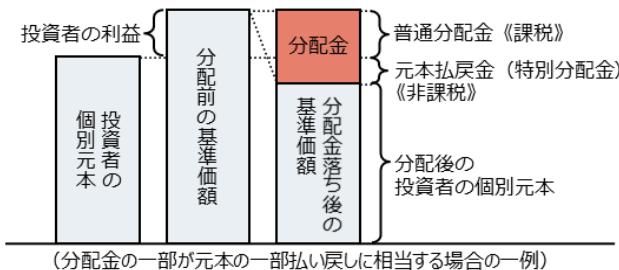 投資者の利益
投資者の
個別元本
分配前の基準価額
分配金
分配金落ち後の
基準価額
普通分配金《課税》
元本払戻金（特別分配金）
《非課税》
分配後の
投資者の個別元本
（分配金の一部が元本の一部払い戻しに相当する場合の一例）